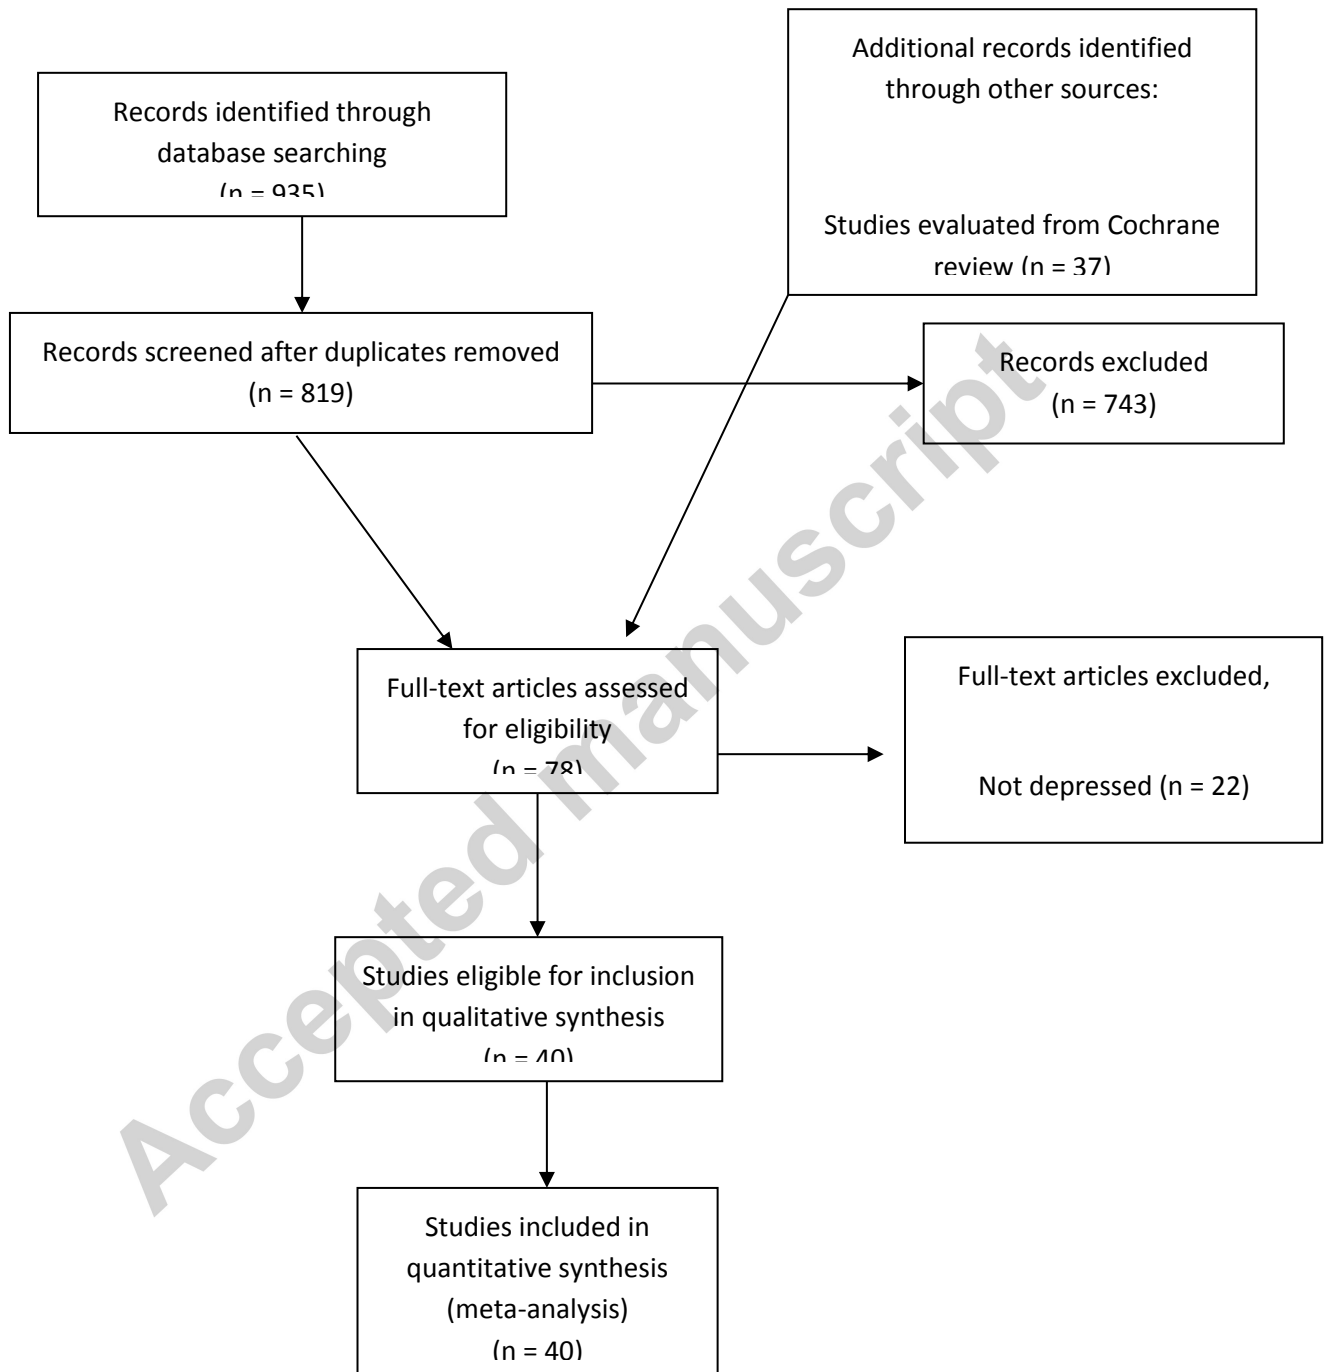 Records identified through
database searching
(n = 935)
Additional records identified
through other sources:
Studies evaluated from Cochrane
review (n = 37)
Records screened after duplicates removed
(n = 819)
Records excluded
(n = 743)
Full-text articles assessed
for eligibility
(n = 78)
Full-text articles excluded,
Not depressed (n = 22)
Studies eligible for inclusion
in qualitative synthesis
(n = 40)
Studies included in
quantitative synthesis
(meta-analysis)
(n = 40)
Accepted manuscript